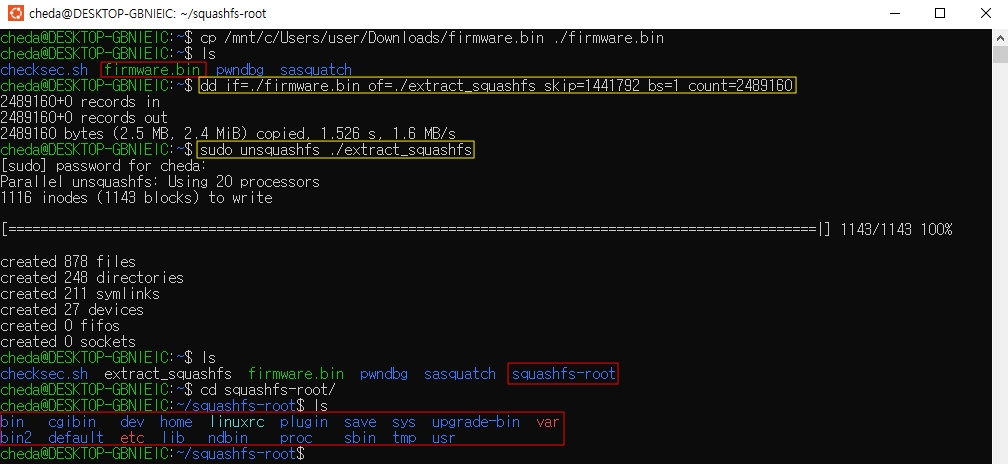 cheda@DESKTOP-GBNIEIC: ~/squashfs-root
cheda@DESKTOP-GBNIEIC:~$ cp /mnt/c/Users/user/Downloads/firmware.bin ./firmware.bin
cheda@DESKTOP-GBNIEIC:~$ ls
checksec.sh firmware.bin pwndbg sasquatch
cheda@DESKTOP-GBNIEIC:~$ dd if=./firmware.bin of=./extract_squashfs skip=1441792 bs=1 count=2489160
2489160+0 records in
2489160+0 records out
2489160 bytes (2.5 MB, 2.4 MiB) copied, 1.526 s, 1.6 MB/s
cheda@DESKTOP-GBNIEIC:~$ sudo unsquashfs ./extract_squashfs
[sudo] password for cheda:
Parallel unsquashfs: Using 20 processors
1116 inodes (1143 blocks) to write
[=====================================================================================================|] 1143/1143 100%
created 878 files
created 248 directories
created 211 symlinks
created 27 devices
created 0 fifos
created 0 sockets
cheda@DESKTOP-GBNIEIC:~$ ls
checksec.sh extract_squashfs firmware.bin pwndbg sasquatch squashfs-root
cheda@DESKTOP-GBNIEIC:~$ cd squashfs-root/
cheda@DESKTOP-GBNIEIC:~/squashfs-root$ ls
bin cgibin dev home linuxrc plugin save sys upgrade-bin var
bin2 default etc lib ndbin proc sbin tmp usr
cheda@DESKTOP-GBNIEIC:~/squashfs-root$